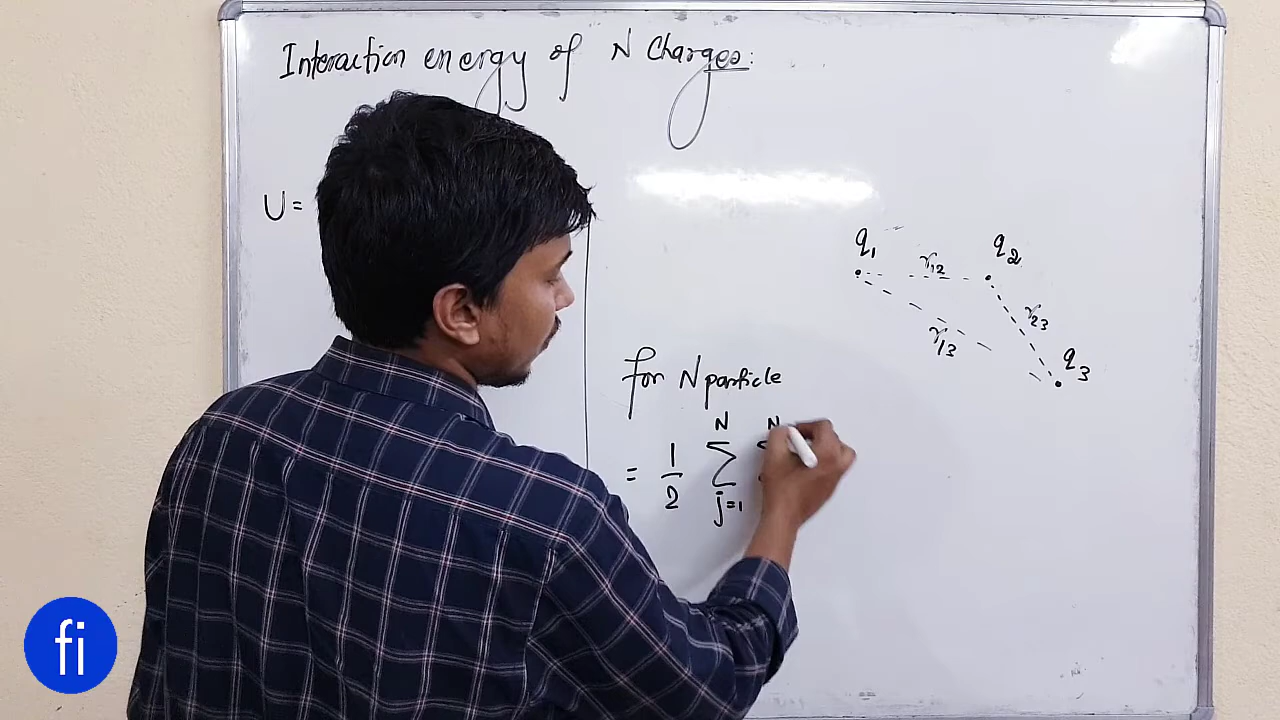 Interaction energy of N charges:
U =
q1 r12 q2
r23
r13
q3
for N particle
N N
= 1/2 Σ Σ
j=1
fi